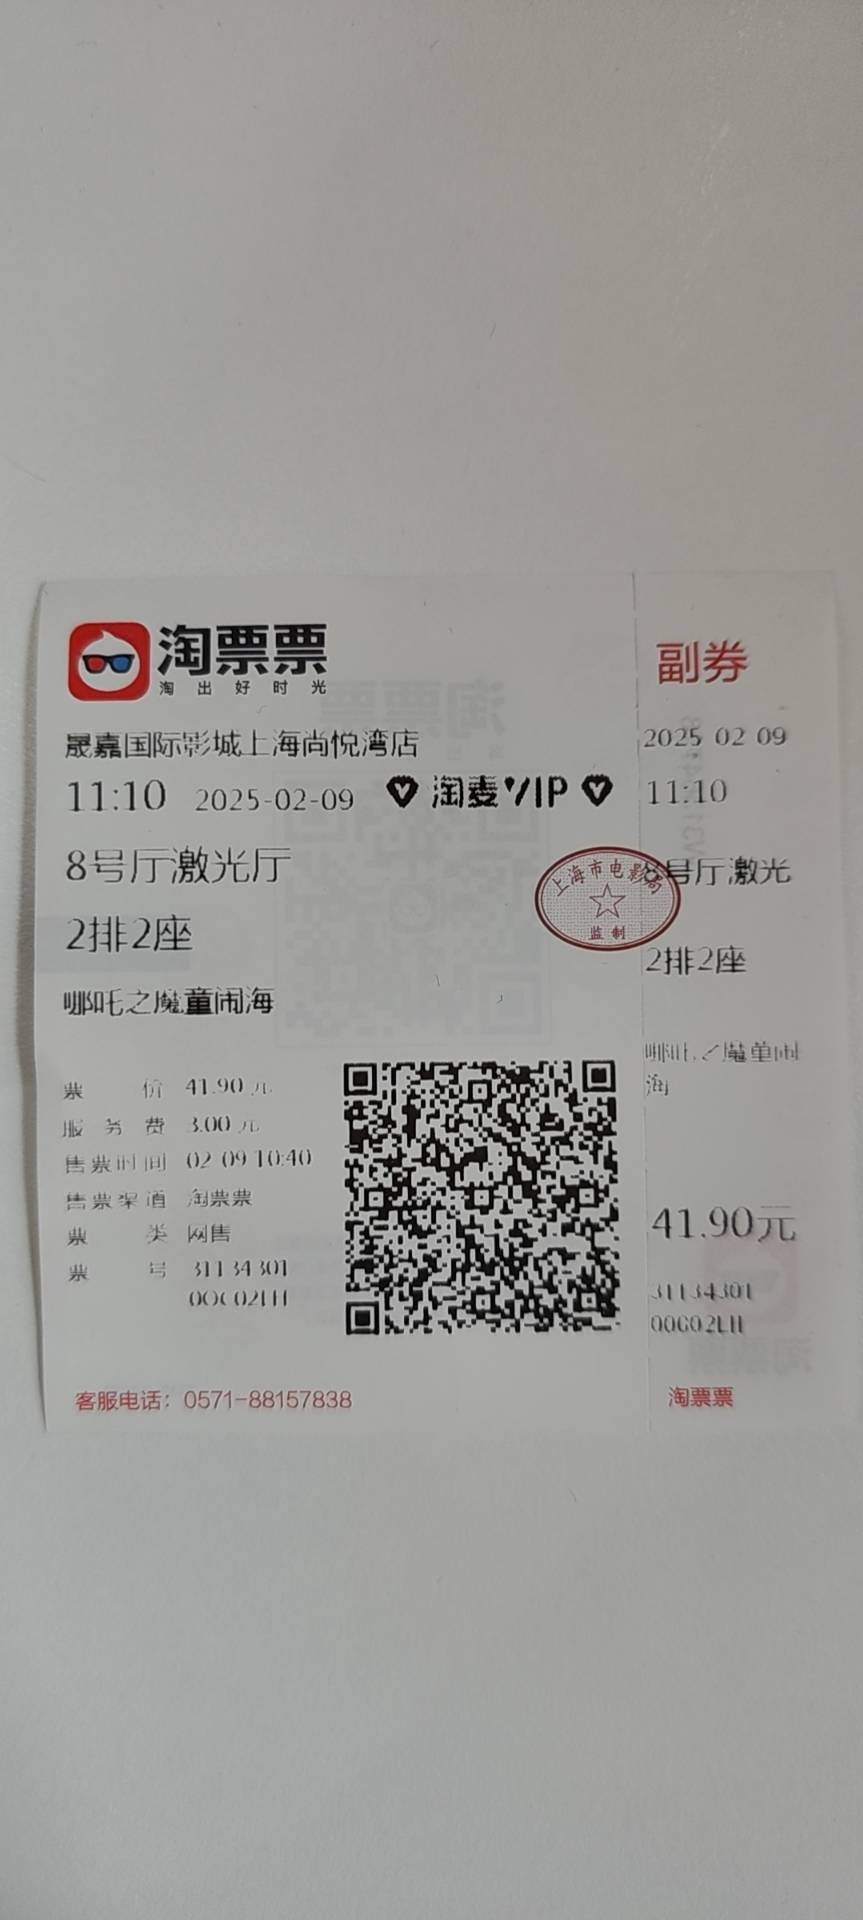 淘票票
淘出好时光
晟嘉国际影城上海尚悦湾店
11:10 2025-02-09 淘麦VIP
8号厅激光厅
2排2座
哪吒之魔童闹海
票价 41.90元
服务费 3.00元
售票时间 02-09 10:40
售票渠道 淘票票
票类 网售
票号 31134301
客服电话：0571-88157838
上海市电影局
监制
副券
2025-02-09
11:10
8号厅激光
2排2座
哪吒之魔童闹
海
41.90元
31134301
淘票票